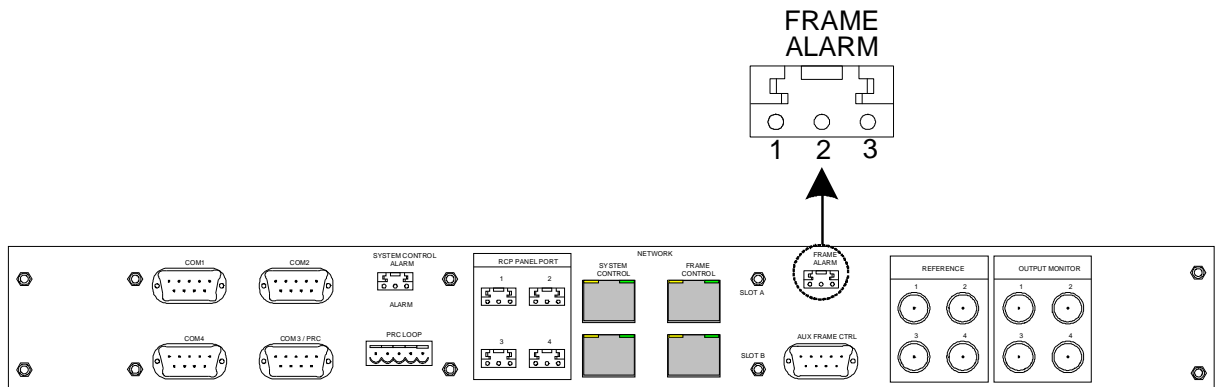 FRAME
ALARM
1 2 3
NETWORK
COM1
COM2
SYSTEM CONTROL
ALARM
ALARM
RCP PANEL PORT
1 2
3 4
SYSTEM
CONTROL
FRAME
CONTROL
SLOT A
FRAME
ALARM
REFERENCE
1 2
3 4
OUTPUT MONITOR
1 2
3 4
COM4
COM3 / PRC
PRC LOOP
SLOT B
AUX FRAME CTRL